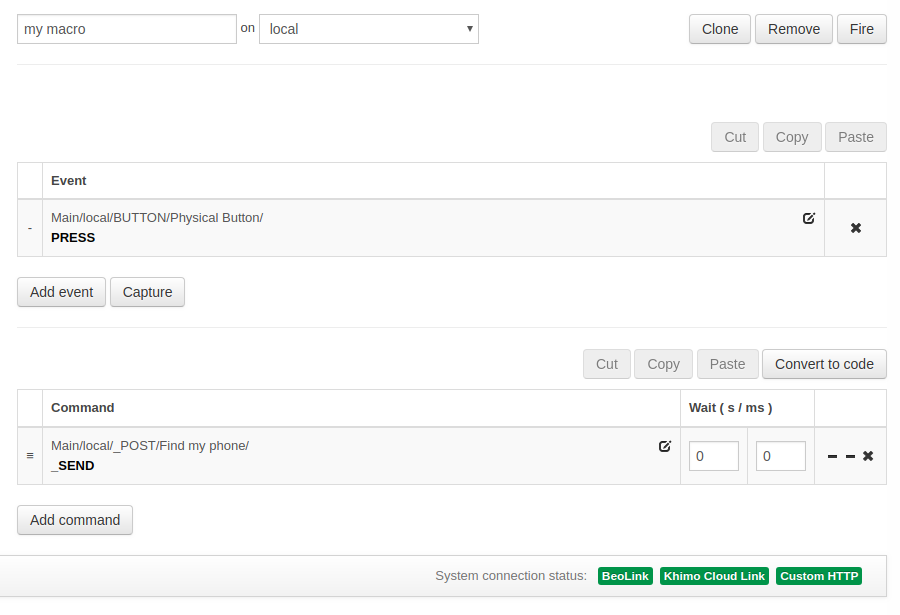 my macro on local Clone Remove Fire
Cut Copy Paste
Event
- Main/local/BUTTON/Physical Button/
PRESS
Add event Capture
Cut Copy Paste Convert to code
Command Wait ( s / ms )
Main/local/_POST/Find my phone/
_SEND 0 0
Add command
System connection status: BeoLink Khimo Cloud Link Custom HTTP